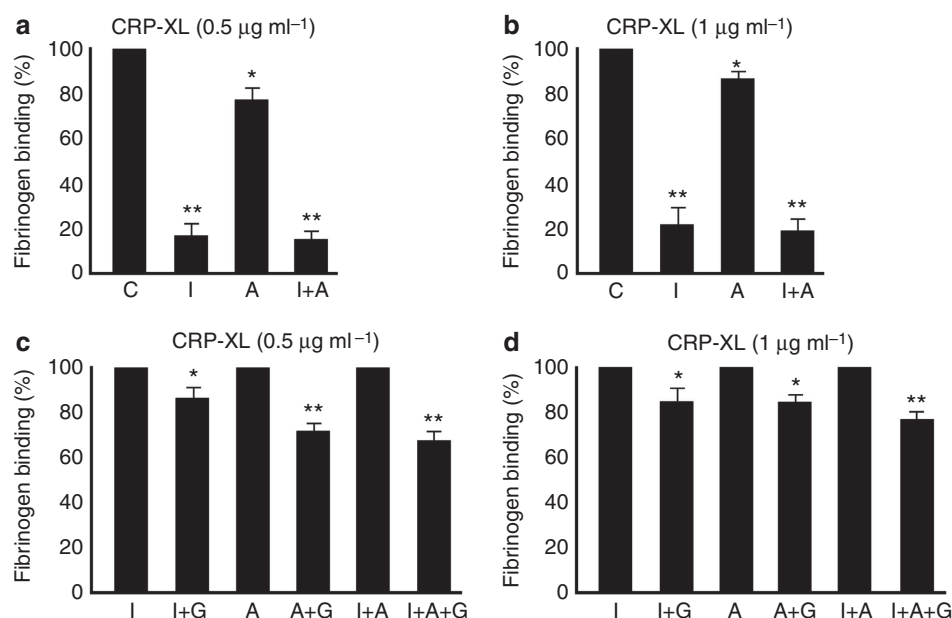 a
CRP-XL (0.5 μg ml⁻¹)
Fibrinogen binding (%)
100
80
60
40
20
0
**
*
**
C I A I+A
b
CRP-XL (1 μg ml⁻¹)
Fibrinogen binding (%)
100
80
60
40
20
0
**
*
**
C I A I+A
c
CRP-XL (0.5 μg ml⁻¹)
Fibrinogen binding (%)
100
80
60
40
20
0
*
**
**
I I+G A A+G I+A I+A+G
d
CRP-XL (1 μg ml⁻¹)
Fibrinogen binding (%)
100
80
60
40
20
0
*
*
**
I I+G A A+G I+A I+A+G